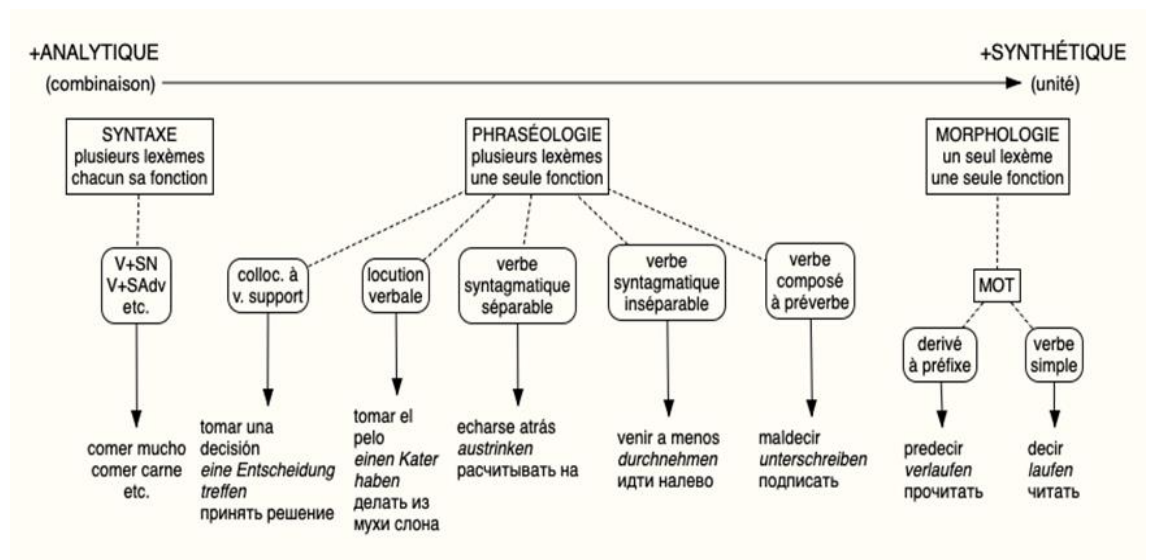 +ANALYTIQUE
(combinaison)
+SYNTHÉTIQUE
(unité)
SYNTAXE
plusieurs lexèmes
chacun sa fonction
PHRASÉOLOGIE
plusieurs lexèmes
une seule fonction
MORPHOLOGIE
un seul lexème
une seule fonction
V+SN
V+SAdv
etc.
colloc. à
v. support
locution
verbale
verbe
syntagmatique
séparable
verbe
syntagmatique
inséparable
verbe
composé
à préverbe
MOT
derivé
à préfixe
verbe
simple
comer mucho
comer carne
etc.
tomar una
decisión
eine Entscheidung
treffen
принять решение
tomar el
pelo
einen Kater
haben
делать из
мухи слона
echarse atrás
austrinken
расчитывать на
venir a menos
durchnehmen
идти налево
maldecir
unterschreiben
подписать
predecir
verlaufen
прочитать
decir
laufen
читать